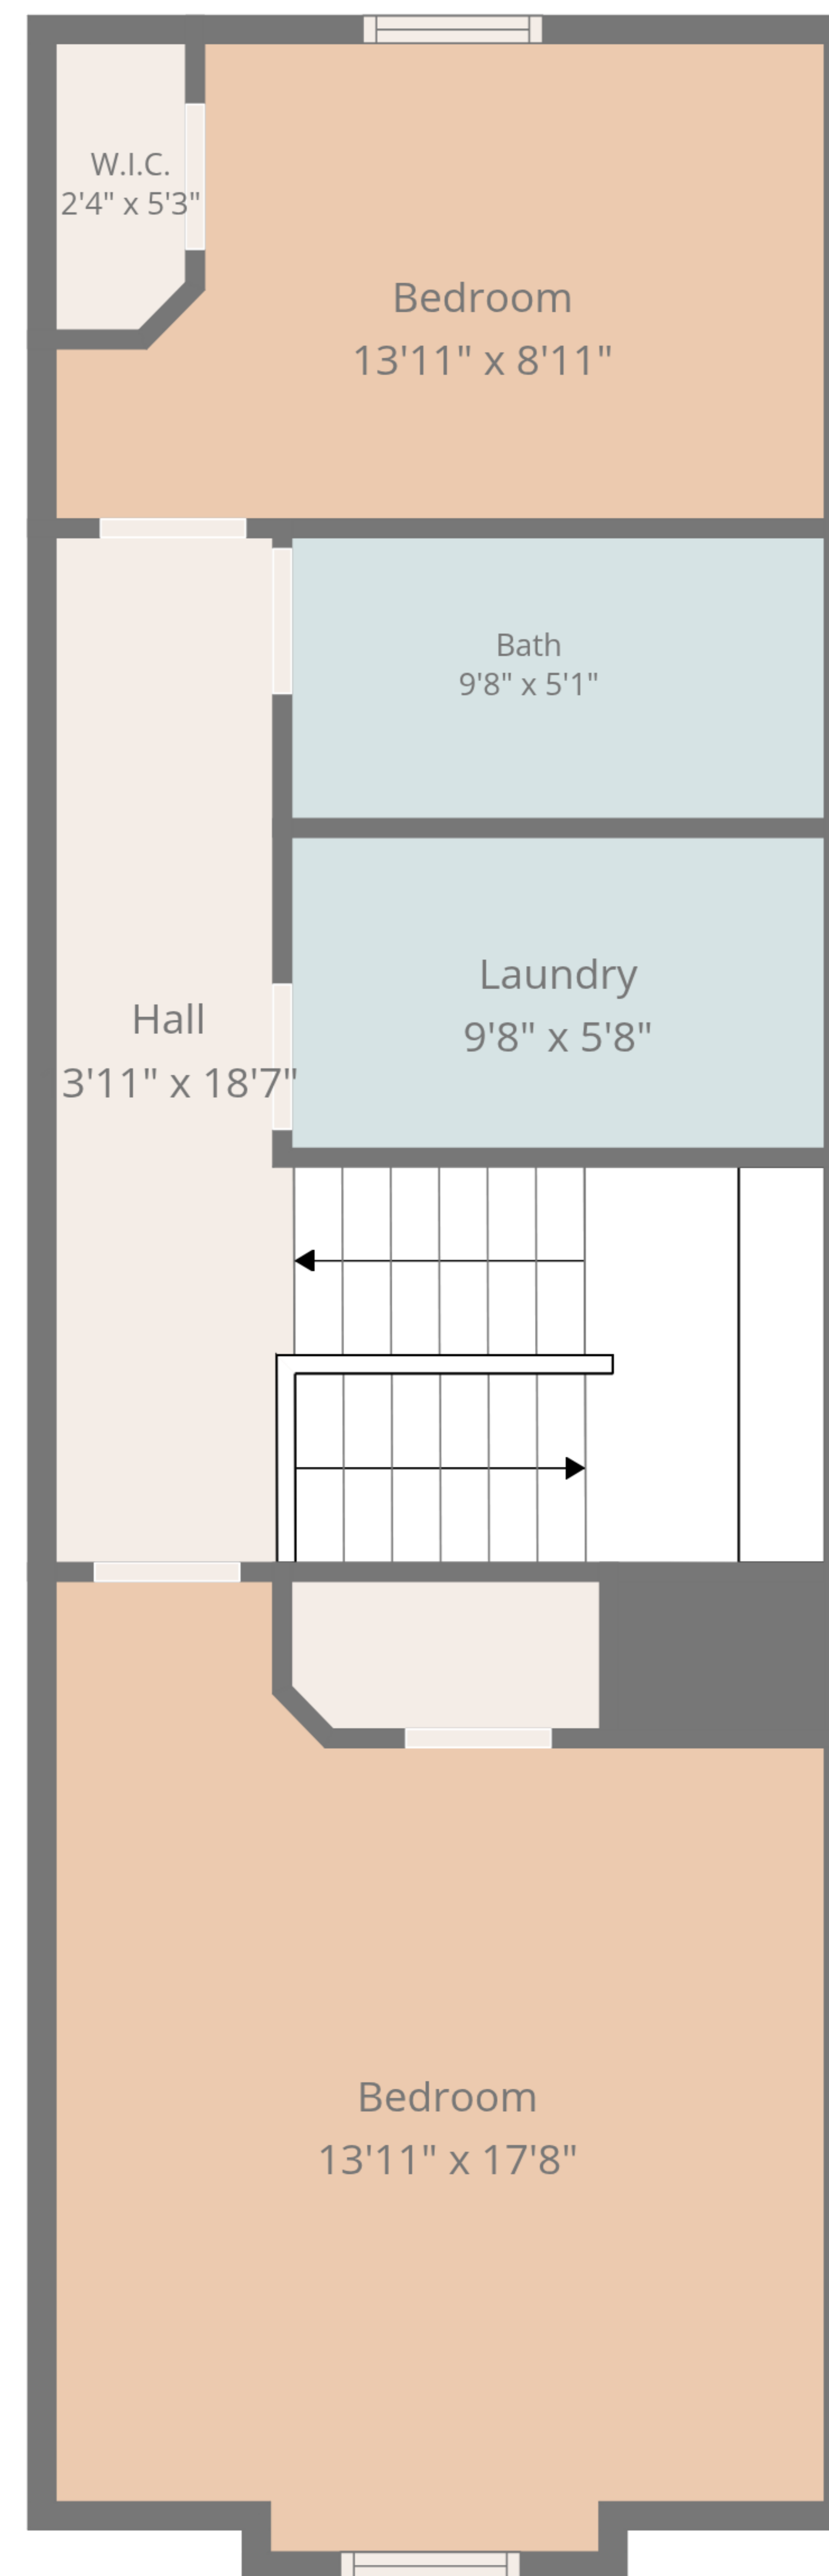 W.I.C.
2'4" x 5'3"
Bedroom
13'11" x 8'11"
Bath
9'8" x 5'1"
Laundry
9'8" x 5'8"
Hall
3'11" x 18'7"
Bedroom
13'11" x 17'8"